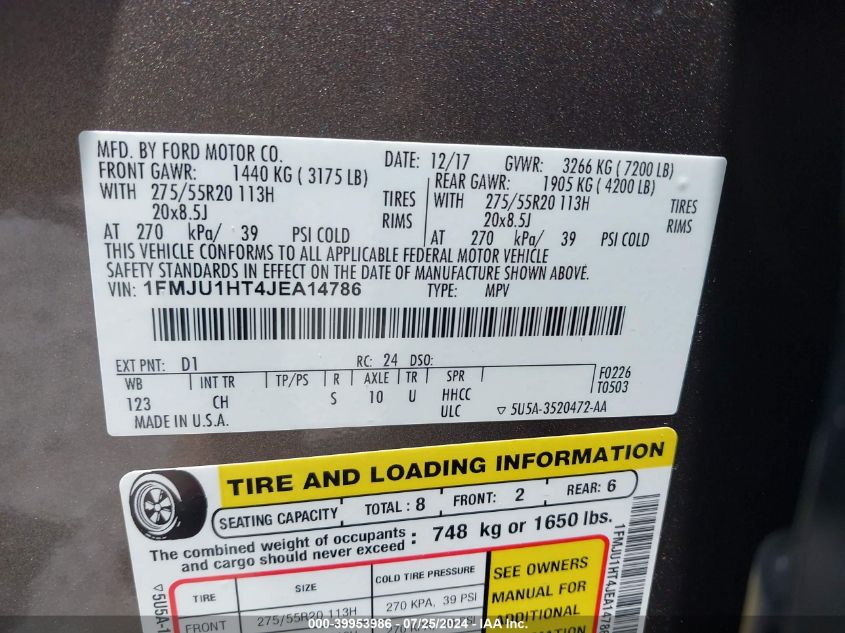 MFD. BY FORD MOTOR CO. DATE: 12/17 GVWR: 3266 KG ( 7200 LB)
FRONT GAWR: 1440 KG ( 3175 LB) REAR GAWR: 1905 KG ( 4200 LB)
WITH 275/55R20 113H TIRES WITH 275/55R20 113H TIRES
20x8.5J RIMS 20x8.5J RIMS
AT 270 kPa/ 39 PSI COLD AT 270 kPa/ 39 PSI COLD
THIS VEHICLE CONFORMS TO ALL APPLICABLE FEDERAL MOTOR VEHICLE
SAFETY STANDARDS IN EFFECT ON THE DATE OF MANUFACTURE SHOWN ABOVE.
VIN: 1FMJU1HT4JEA14786 TYPE: MPV
EXT PNT: D1 RC: 24 DSO: F0226
WB INT TR TP/PS R AXLE TR SPR T0503
123 CH S 10 U HHCC
ULC 5U5A-3520472-AA
MADE IN U.S.A.
TIRE AND LOADING INFORMATION
SEATING CAPACITY TOTAL : 8 FRONT: 2 REAR: 6
The combined weight of occupants and cargo should never exceed : 748 kg or 1650 lbs.
TIRE SIZE COLD TIRE PRESSURE
FRONT 275/55R20 113H 270 KPA, 39 PSI
SEE OWNERS
MANUAL FOR
ADDITIONAL
1FMJU1HT4JEA14786
5U5A-1
000-39953986 - 07/25/2024 - IAA Inc.